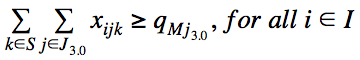 ∑_{k∈S} ∑_{j∈J_{3.0}} x_{ijk} ≥ q_{Mj_{3.0}}, for all i ∈ I